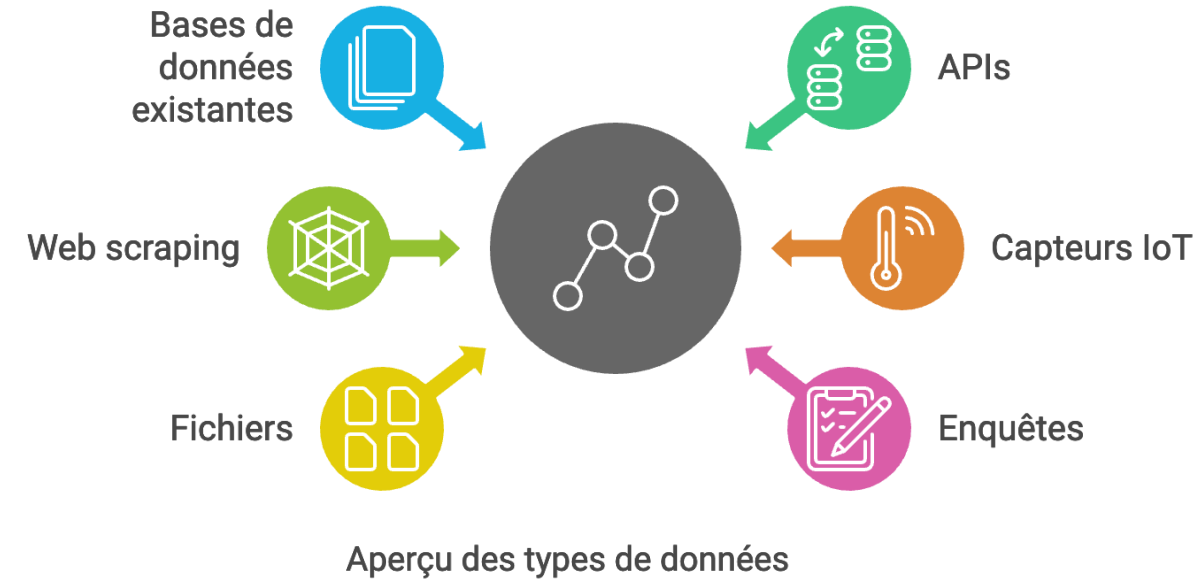 Bases de
données
existantes
APIs
Web scraping
Capteurs IoT
Fichiers
Enquêtes
Aperçu des types de données